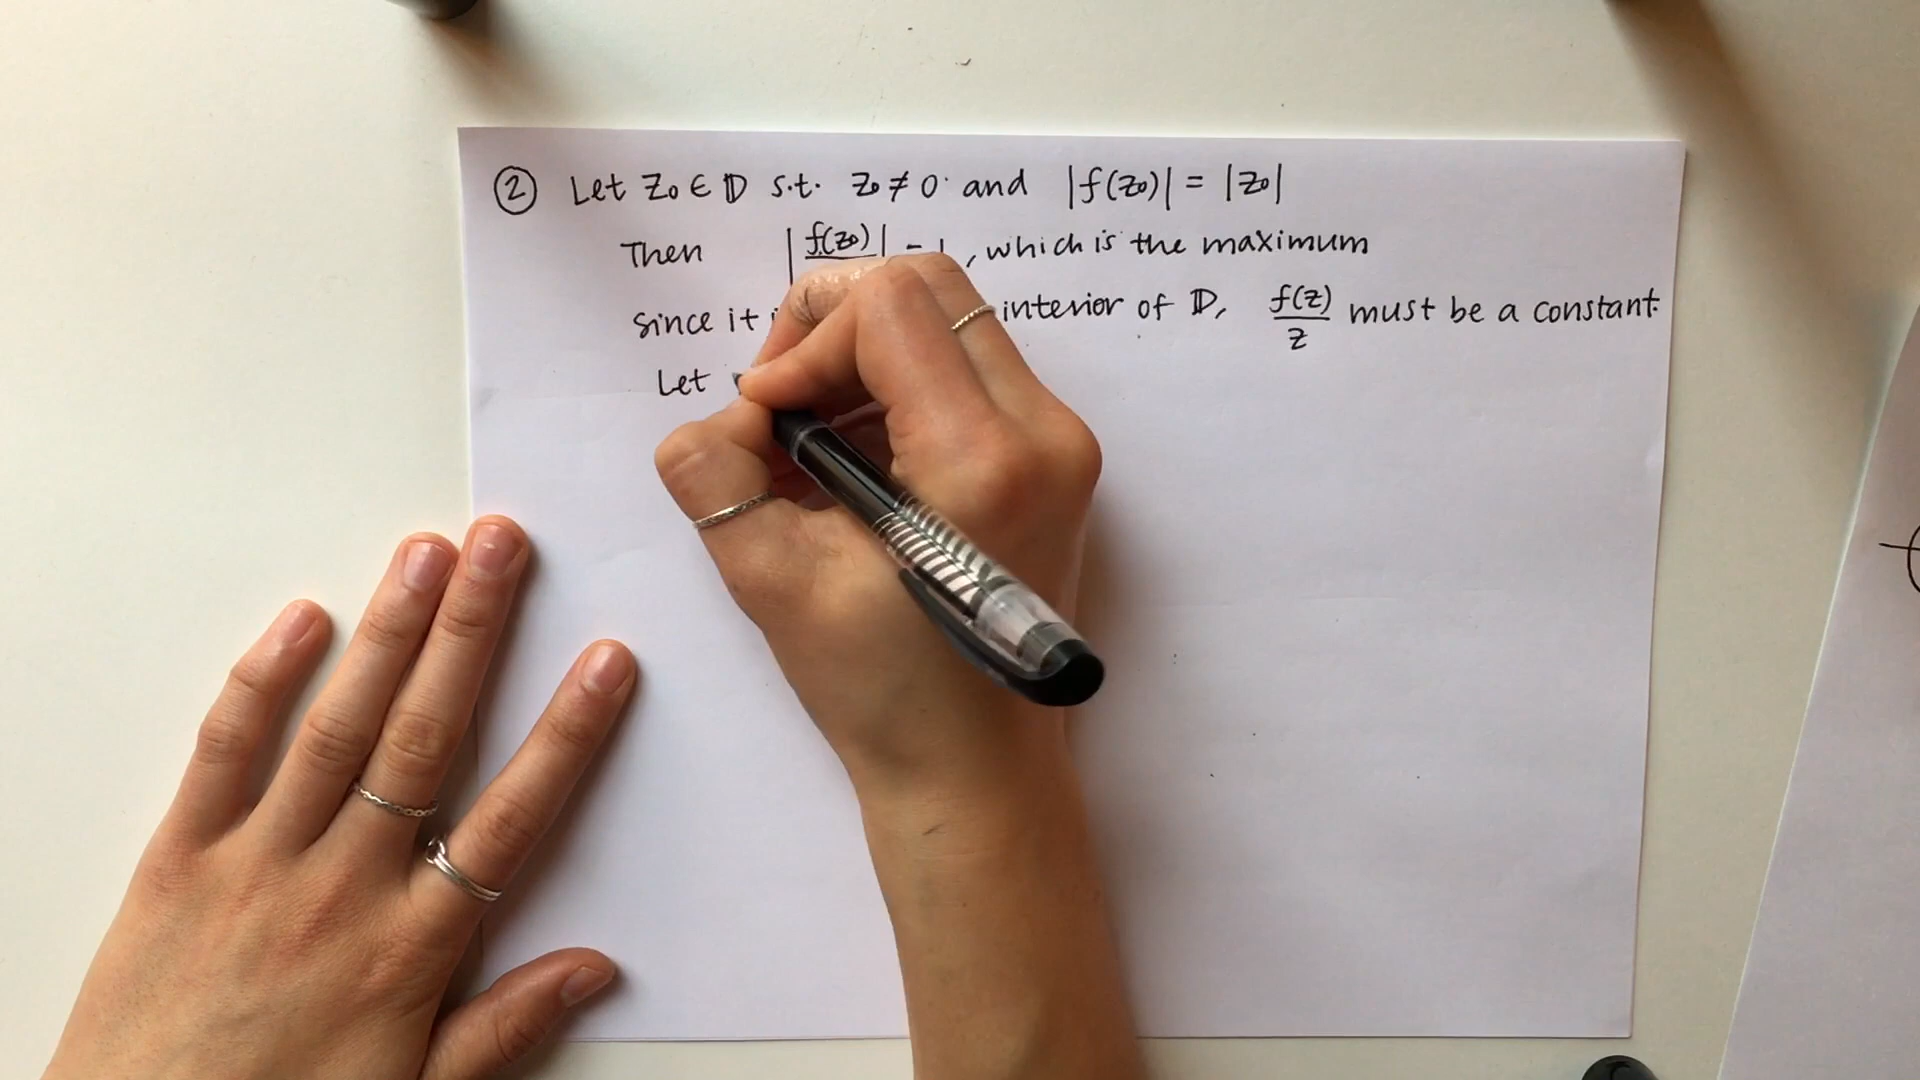 ② Let z₀ ∈ 𝔻 s.t. z₀ ≠ 0 and |f(z₀)| = |z₀|
Then |f(z₀)| = 1, which is the maximum
since it interior of 𝔻, f(z)/z must be a constant.
Let